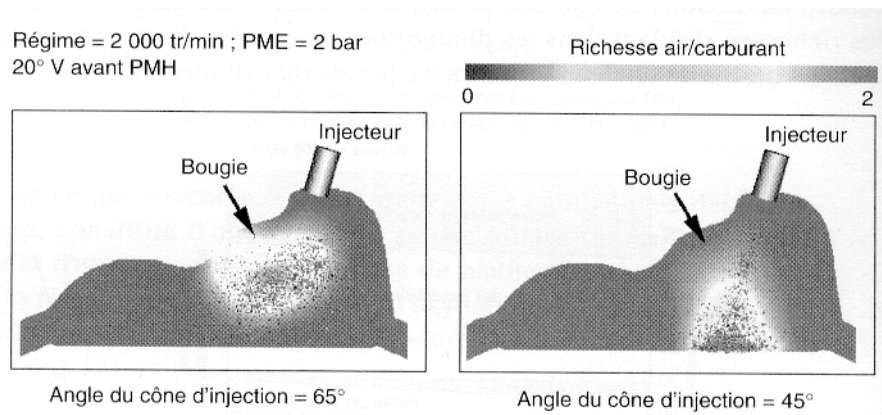 Régime = 2 000 tr/min ; PME = 2 bar
20° V avant PMH
Richesse air/carburant
0 2
Injecteur
Bougie
Injecteur
Bougie
Angle du cône d'injection = 65°
Angle du cône d'injection = 45°